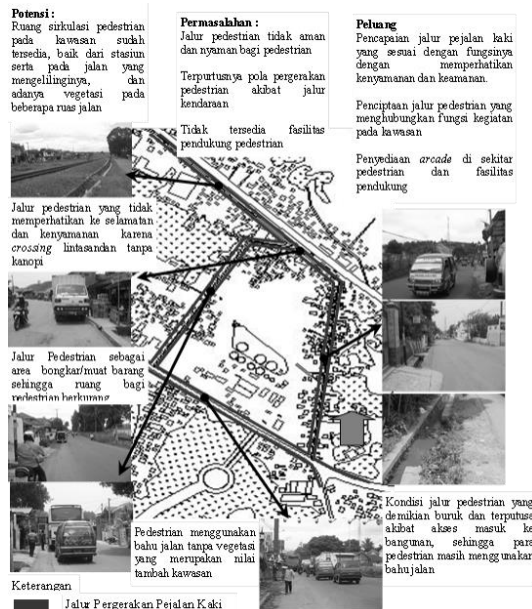 Potensi :
Ruang sirkulasi pedestrian
pada kawasan sudah
tersedia, baik dari stasiun
serta pada jalan yang
mengelilinginya, dan
adanya vegetasi pada
beberapa ruas jalan
Permasalahan :
Jalur pedestrian tidak aman
dan nyaman bagi pedestrian
Terputusnya pola pergerakan
pedestrian akibat jalur
kendaraan
Tidak tersedia fasilitas
pendukung pedestrian
Peluang
Pencapaian jalur pejalan kaki
yang sesuai dengan fungsinya
dengan memperhatikan
kenyamanan dan keamanan.
Penciptaan jalur pedestrian yang
menghubungkan fungsi kegiatan
pada kawasan
Penyediaan arcade di sekitar
pedestrian dan fasilitas
pendukung
Jalur pedestrian yang tidak
memperhatikan ke selamatan
dan kenyamanan karena
crossing lintasandan tanpa
kanopi
Jalur Pedestrian sebagai
area bongkar/muat barang
sehingga ruang bagi
pedestrian berkurang
Pedestrian menggunakan
bahu jalan tanpa vegetasi
yang merupakan nilai
tambah kawasan
Kondisi jalur pedestrian yang
demikian buruk dan terputuse
akibat akses masuk ke
bangunan, sehingga para
pedestrian masih menggunakan
bahu jalan
Keterangan
Jalur Pergerakan Pejalan Kaki